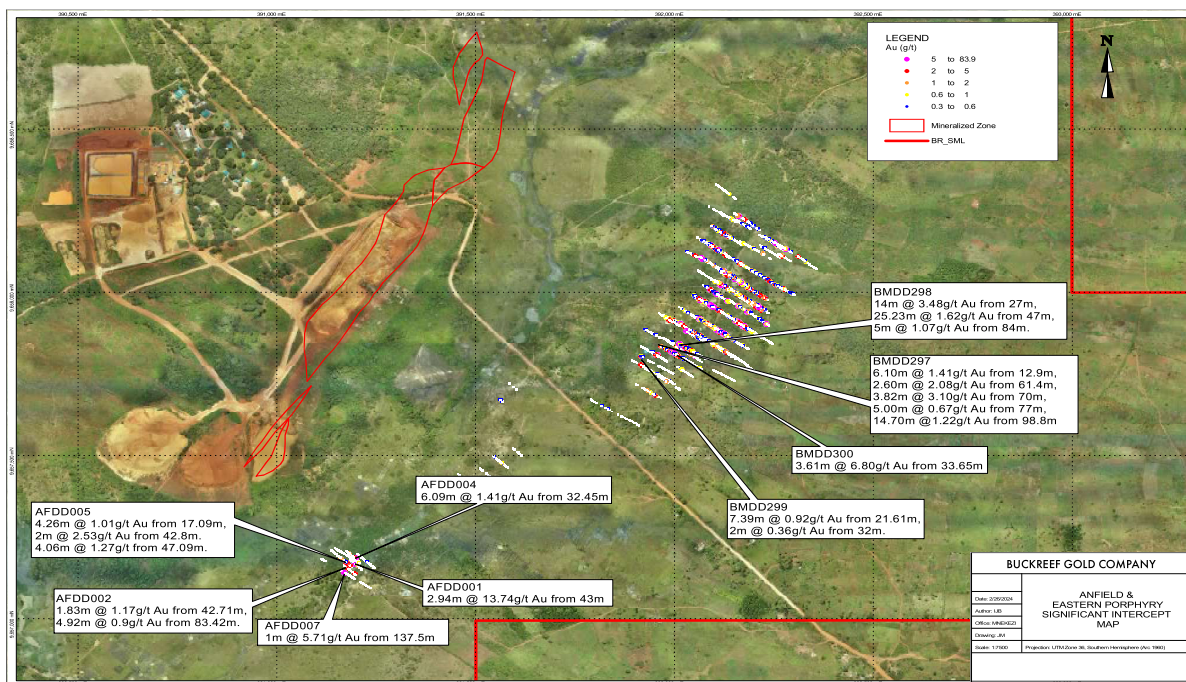 390,500 mE
391,000 mE
391,500 mE
392,000 mE
392,500 mE
LEGEND
Au (g/t)
5 to 83.9
2 to 5
1 to 2
0.6 to 1
0.3 to 0.6
Mineralized Zone
BR_SML
N
BMDD298
14m @ 3.48g/t Au from 27m,
25.23m @ 1.62g/t Au from 47m,
5m @ 1.07g/t Au from 84m.
BMDD297
6.10m @ 1.41g/t Au from 12.9m,
2.60m @ 2.08g/t Au from 61.4m,
3.82m @ 3.10g/t Au from 70m,
5.00m @ 0.67g/t Au from 77m,
14.70m @1.22g/t Au from 98.8m
BMDD300
3.61m @ 6.80g/t Au from 33.65m
BMDD299
7.39m @ 0.92g/t Au from 21.61m,
2m @ 0.36g/t Au from 32m.
AFDD004
6.09m @ 1.41g/t Au from 32.45m
AFDD005
4.26m @ 1.01g/t Au from 17.09m,
2m @ 2.53g/t Au from 42.8m.
4.06m @ 1.27g/t Au from 47.09m.
AFDD001
2.94m @ 13.74g/t Au from 43m
AFDD002
1.83m @ 1.17g/t Au from 42.71m,
4.92m @ 0.9g/t Au from 83.42m.
AFDD007
1m @ 5.71g/t Au from 137.5m
BUCKREEF GOLD COMPANY
Date: 2/26/2024
Author: IJB
Office: MNEKEZI
Drawing: JM
Scale: 1:7500
ANFIELD &
EASTERN PORPHYRY
SIGNIFICANT INTERCEPT
MAP
Projection: UTM Zone 36, Southern Hemisphere (Arc 1960)